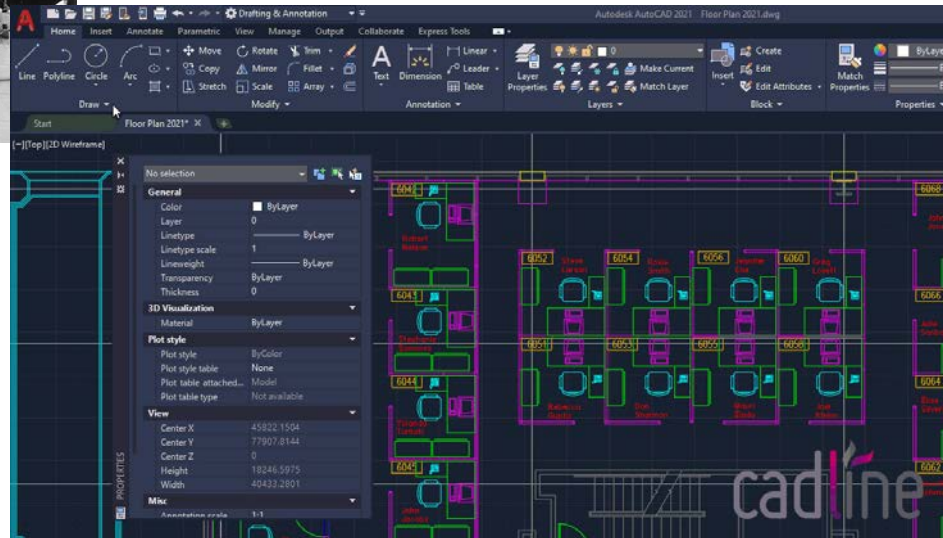 Drafting & Annotation
Autodesk AutoCAD 2021 Floor Plan 2021.dwg
Home Insert Annotate Parametric View Manage Output Collaborate Express Tools
Line Polyline Circle Arc
Move Rotate Trim
Copy Mirror Fillet
Stretch Scale Array
Text Dimension
Linear
Leader
Table
Layer Properties
0
Make Current
Match Layer
Insert
Create
Edit
Edit Attributes
Match Properties
Draw Modify Annotation Layers Block Properties
Start Floor Plan 2021*
[−][Top][2D Wireframe]
No selection
General
Color ByLayer
Layer 0
Linetype ByLayer
Linetype scale 1
Lineweight ByLayer
Transparency ByLayer
Thickness 0
3D Visualization
Material ByLayer
Plot style
Plot style ByColor
Plot style table None
Plot table attached... Model
Plot table type Not available
View
Center X 45822.1504
Center Y 77907.8144
Center Z 0
Height 18246.5975
Width 40433.2801
Misc
Annotation scale 1:1
PROPERTIES
6042
6052 6054 6056 6060
6043
6051 6053 6055 6058
6044
6045
6068
6066
6064
6062
cadline